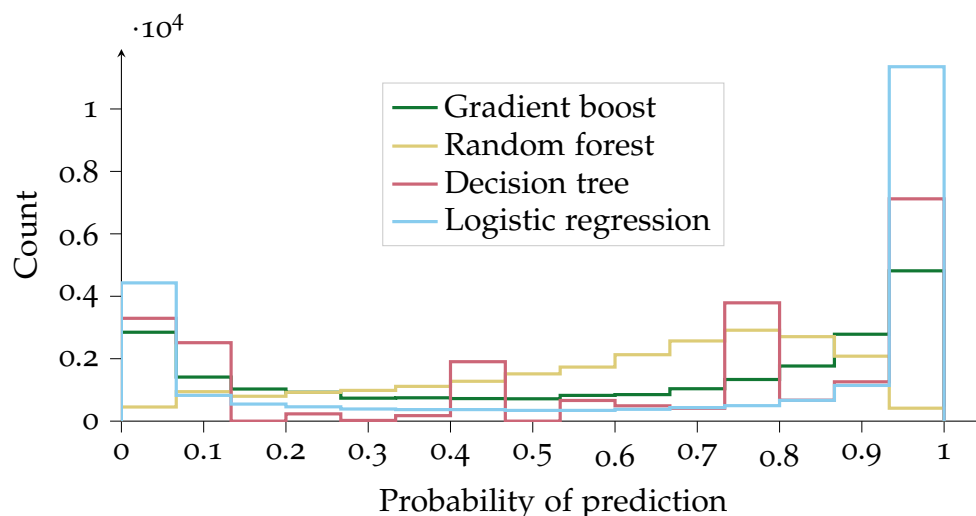 ·10⁴
1
0.8
0.6
0.4
0.2
0
Count
Gradient boost
Random forest
Decision tree
Logistic regression
0 0.1 0.2 0.3 0.4 0.5 0.6 0.7 0.8 0.9 1
Probability of prediction